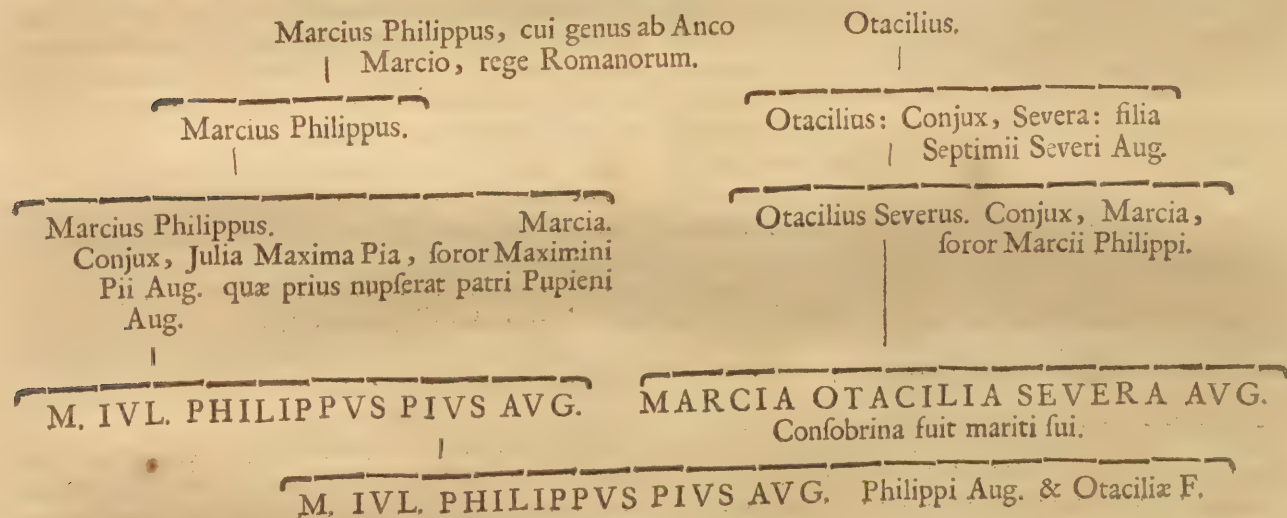 Marcius Philippus, cui genus ab Anco
Marcio, rege Romanorum.
Otacilius.
Marcius Philippus.
Otacilius: Conjux, Severa: filia
Septimii Severi Aug.
Marcius Philippus. Marcia.
Conjux, Julia Maxima Pia, ſoror Maximini
Pii Aug. quæ prius nupſerat patri Pupieni
Aug.
Otacilius Severus. Conjux, Marcia,
ſoror Marcii Philippi.
M. IVL. PHILIPPVS PIVS AVG.
MARCIA OTACILIA SEVERA AVG.
Conſobrina fuit mariti ſui.
M. IVL. PHILIPPVS PIVS AVG. Philippi Aug. & Otaciliæ F.